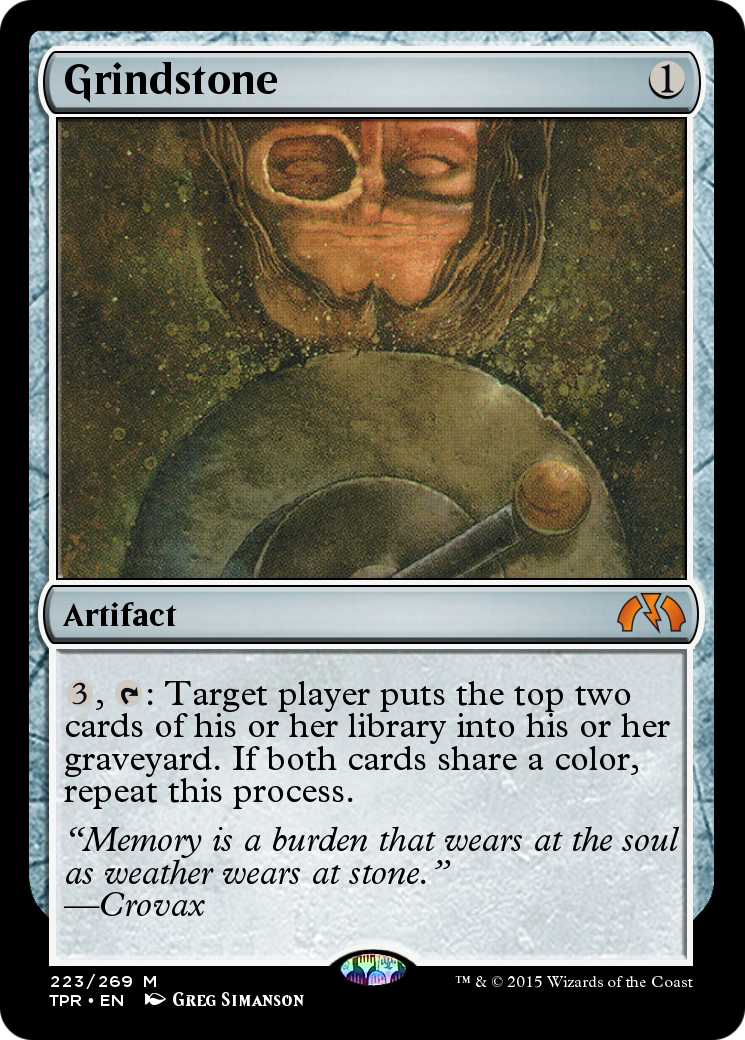 Grindstone 1
Artifact
3, : Target player puts the top two
cards of his or her library into his or her
graveyard. If both cards share a color,
repeat this process.
“Memory is a burden that wears at the soul
as weather wears at stone.”
—Crovax
223/269 M
TPR • EN Greg Simanson
™ & © 2015 Wizards of the Coast